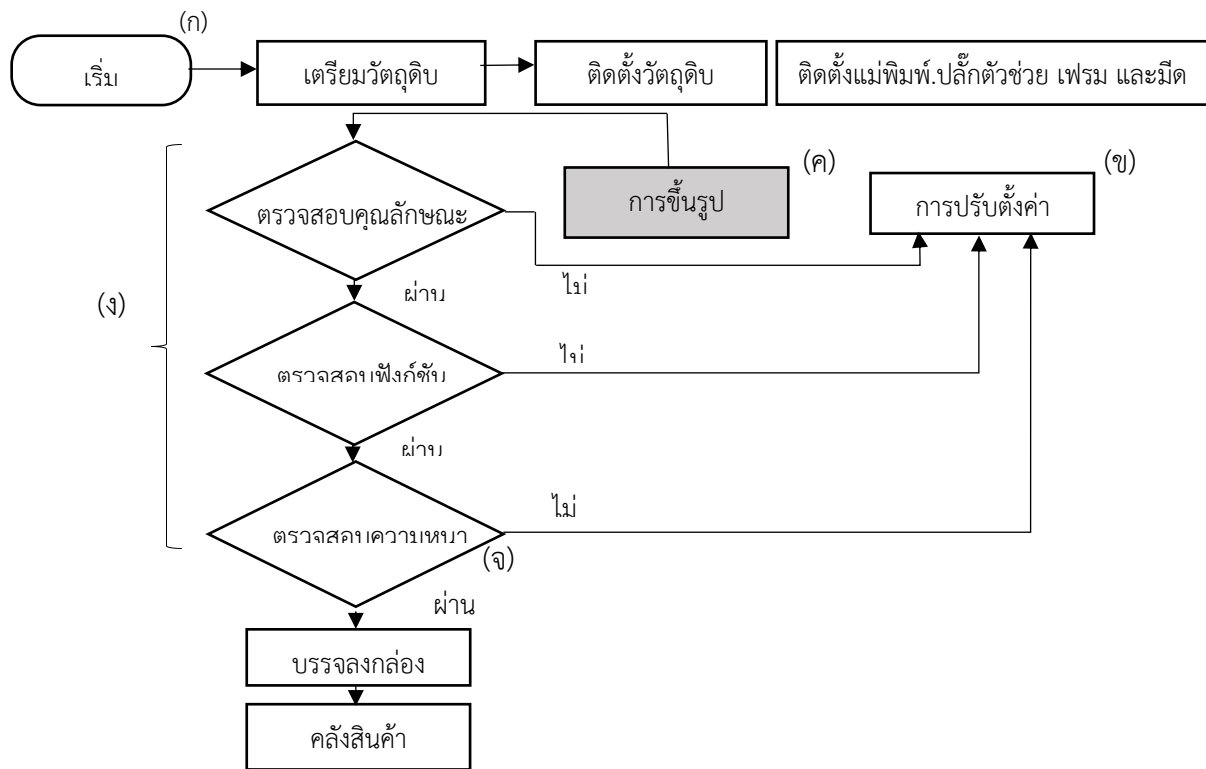 (ก)
เริ่ม
เตรียมวัตถุดิบ
ติดตั้งวัตถุดิบ
ติดตั้งแม่พิมพ์.ปลั๊กตัวช่วย เฟรม และมีด
(ค)
(ข)
ตรวจสอบคุณลักษณะ
การขึ้นรูป
การปรับตั้งค่า
ไม่
ผ่าน
(ง)
ไม่
ตรวจสอบฟังก์ชัน
ผ่าน
ไม่
ตรวจสอบความหนา
(จ)
ผ่าน
บรรจุลงกล่อง
คลังสินค้า